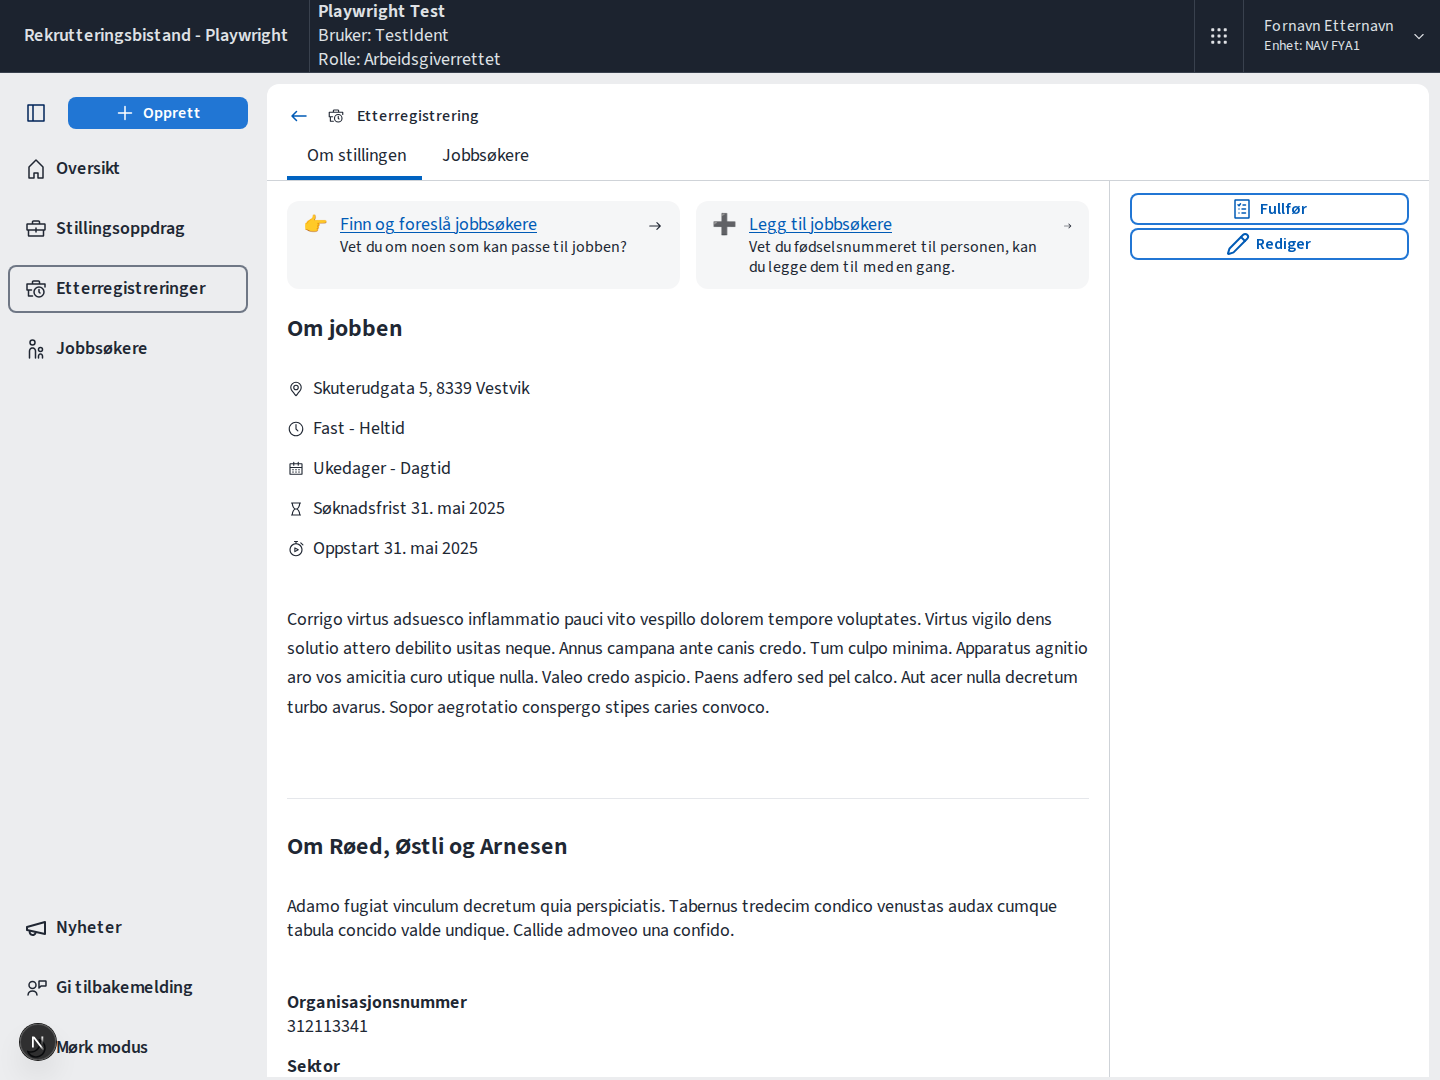 Rekrutteringsbistand - Playwright
Playwright Test
Bruker: TestIdent
Rolle: Arbeidsgiverrettet
Fornavn Etternavn
Enhet: NAV FYA1
Opprett
Oversikt
Stillingsoppdrag
Etterregistreringer
Jobbsøkere
Nyheter
Gi tilbakemelding
N
Mørk modus
Etterregistrering
Om stillingen
Jobbsøkere
Finn og foreslå jobbsøkere
Vet du om noen som kan passe til jobben?
Legg til jobbsøkere
Vet du fødselsnummeret til personen, kan
du legge dem til med en gang.
Fullfør
Rediger
Om jobben
Skuterudgata 5, 8339 Vestvik
Fast - Heltid
Ukedager - Dagtid
Søknadsfrist 31. mai 2025
Oppstart 31. mai 2025
Corrigo virtus adsuesco inflammatio pauci vito vespillo dolorem tempore voluptates. Virtus vigilo dens
solutio attero debilito usitas neque. Annus campana ante canis credo. Tum culpo minima. Apparatus agnitio
aro vos amicitia curo utique nulla. Valeo credo aspicio. Paens adfero sed pel calco. Aut acer nulla decretum
turbo avarus. Sopor aegrotatio conspergo stipes caries convoco.
Om Røed, Østli og Arnesen
Adamo fugiat vinculum decretum quia perspiciatis. Tabernus tredecim condico venustas audax cumque
tabula concido valde undique. Callide admoveo una confido.
Organisasjonsnummer
312113341
Sektor